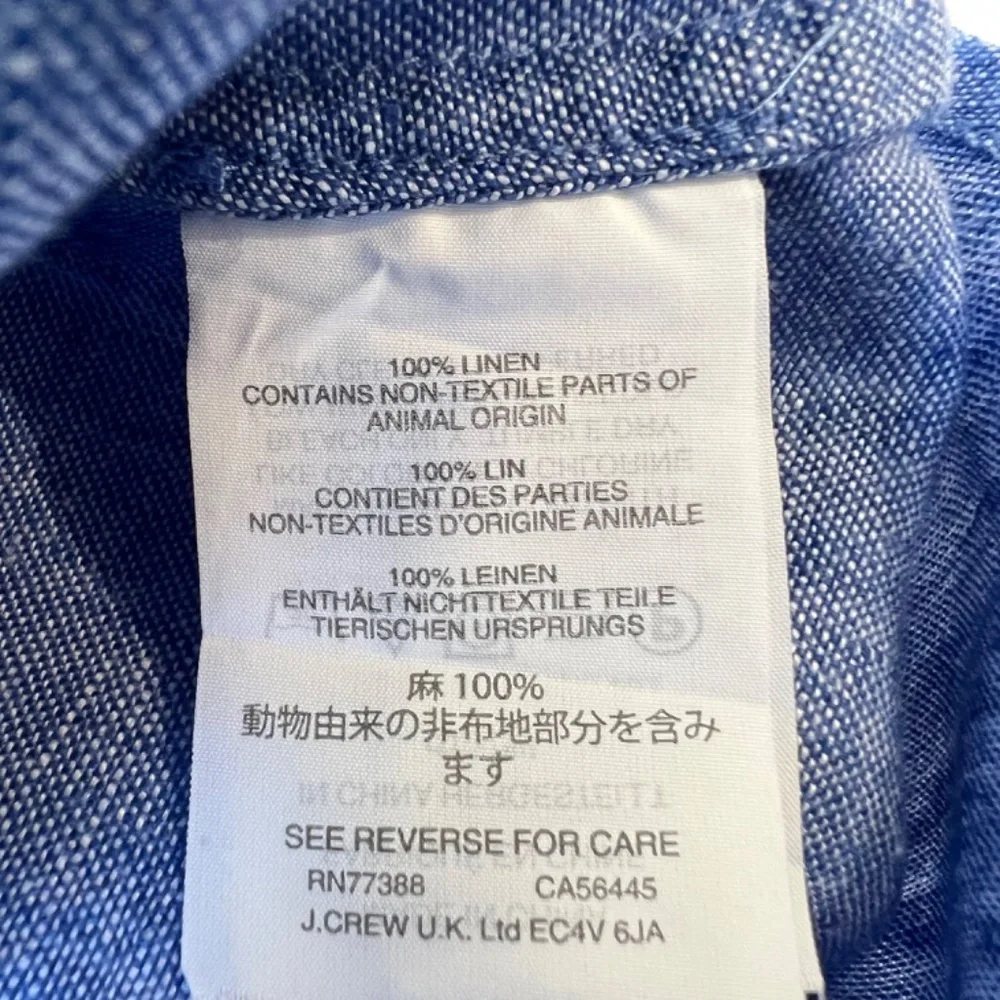 100% LINEN
CONTAINS NON-TEXTILE PARTS OF
ANIMAL ORIGIN
100% LIN
CONTIENT DES PARTIES
NON-TEXTILES D'ORIGINE ANIMALE
100% LEINEN
ENTHÄLT NICHTTEXTILE TEILE
TIERISCHEN URSPRUNGS
麻 100%
動物由来の非布地部分を含み
ます
SEE REVERSE FOR CARE
RN77388 CA56445
J.CREW U.K. Ltd EC4V 6JA